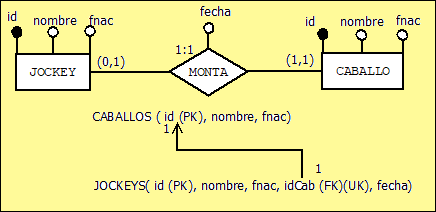 id nombre fnac
fecha
id nombre fnac
JOCKEY
(0,1)
1:1
MONTA
(1,1)
CABALLO
CABALLOS ( id (PK), nombre, fnac)
1
1
JOCKEYS( id (PK), nombre, fnac, idCab (FK)(UK), fecha)